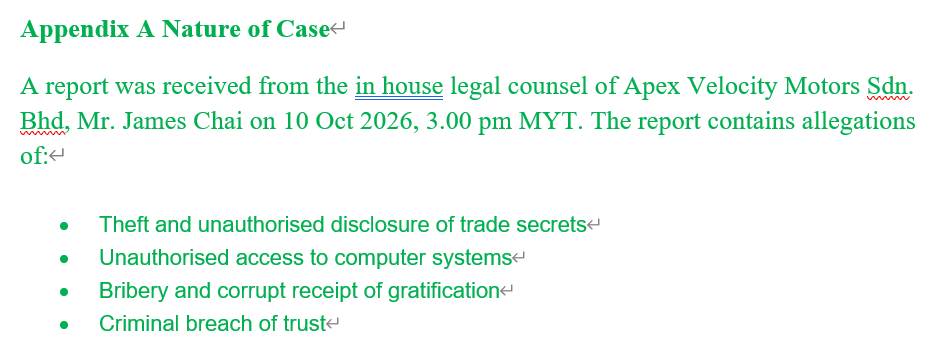 Appendix A Nature of Case
A report was received from the in house legal counsel of Apex Velocity Motors Sdn.
Bhd, Mr. James Chai on 10 Oct 2026, 3.00 pm MYT. The report contains allegations
of:
• Theft and unauthorised disclosure of trade secrets
• Unauthorised access to computer systems
• Bribery and corrupt receipt of gratification
• Criminal breach of trust